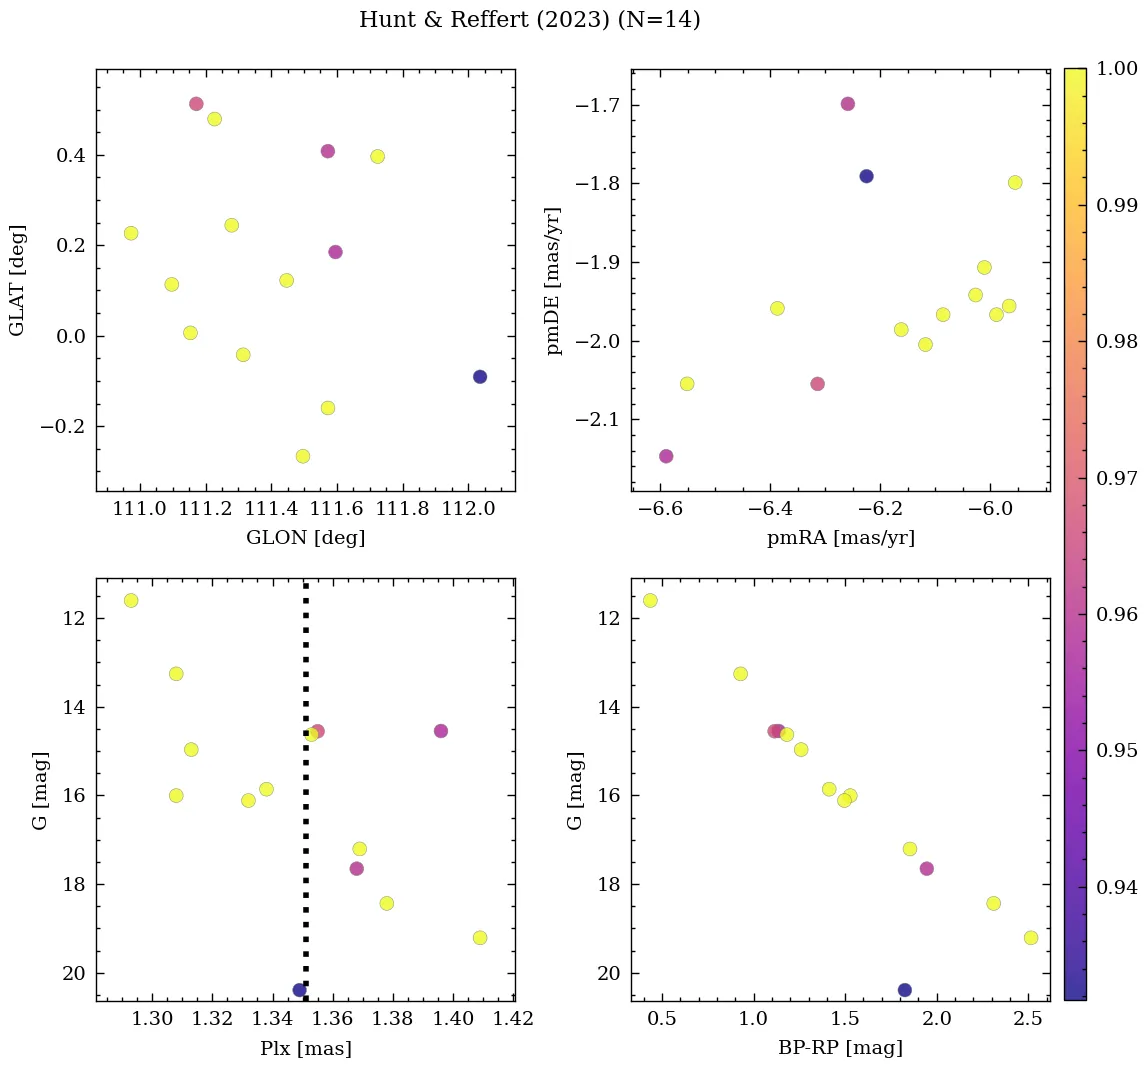 Hunt & Reffert (2023) (N=14)
0.4
0.2
0.0
−0.2
GLAT [deg]
111.0 111.2 111.4 111.6 111.8 112.0
GLON [deg]
−1.7
−1.8
−1.9
−2.0
−2.1
pmDE [mas/yr]
−6.6 −6.4 −6.2 −6.0
pmRA [mas/yr]
1.00
0.99
0.98
0.97
0.96
0.95
0.94
12
14
16
18
20
G [mag]
1.30 1.32 1.34 1.36 1.38 1.40 1.42
Plx [mas]
12
14
16
18
20
G [mag]
0.5 1.0 1.5 2.0 2.5
BP-RP [mag]